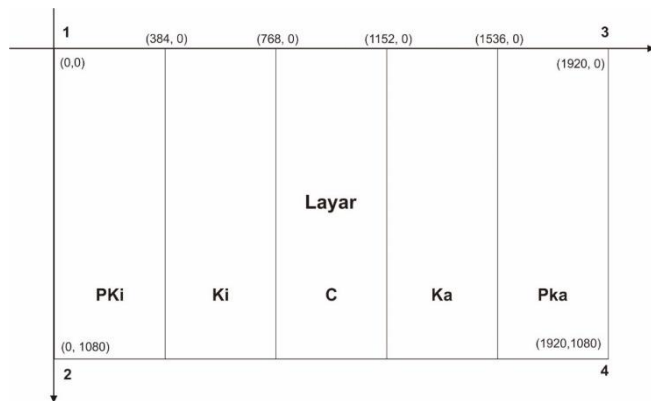 1 3
(384, 0) (768, 0) (1152, 0) (1536, 0)
(0,0) (1920, 0)
Layar
PKi Ki C Ka Pka
(0, 1080) (1920,1080)
2 4